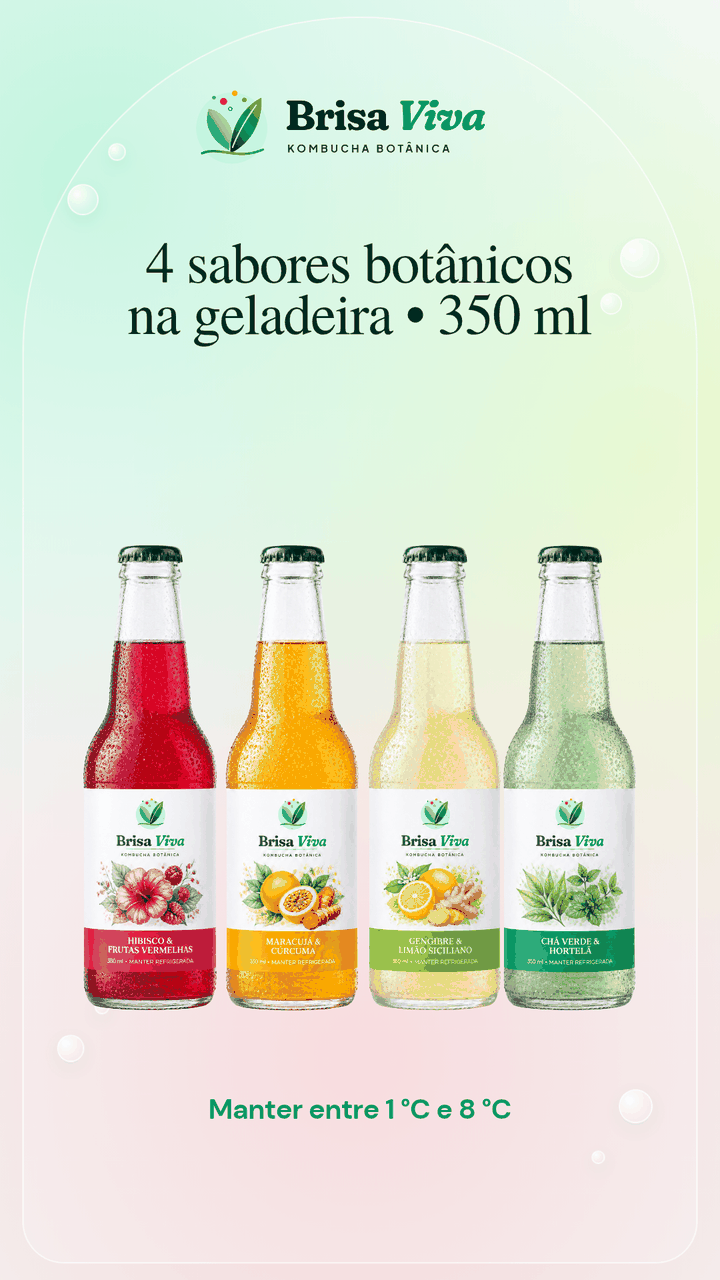 Brisa Viva
KOMBUCHA BOTÂNICA
4 sabores botânicos
na geladeira • 350 ml
Brisa Viva
KOMBUCHA BOTÂNICA
HIBISCO &
FRUTAS VERMELHAS
350 ml • MANTER REFRIGERADA
Brisa Viva
KOMBUCHA BOTÂNICA
MARACUJÁ &
CÚRCUMA
350 ml • MANTER REFRIGERADA
Brisa Viva
KOMBUCHA BOTÂNICA
GENGIBRE &
LIMÃO SICILIANO
350 ml • MANTER REFRIGERADA
Brisa Viva
KOMBUCHA BOTÂNICA
CHÁ VERDE &
HORTELÃ
350 ml • MANTER REFRIGERADA
Manter entre 1 °C e 8 °C